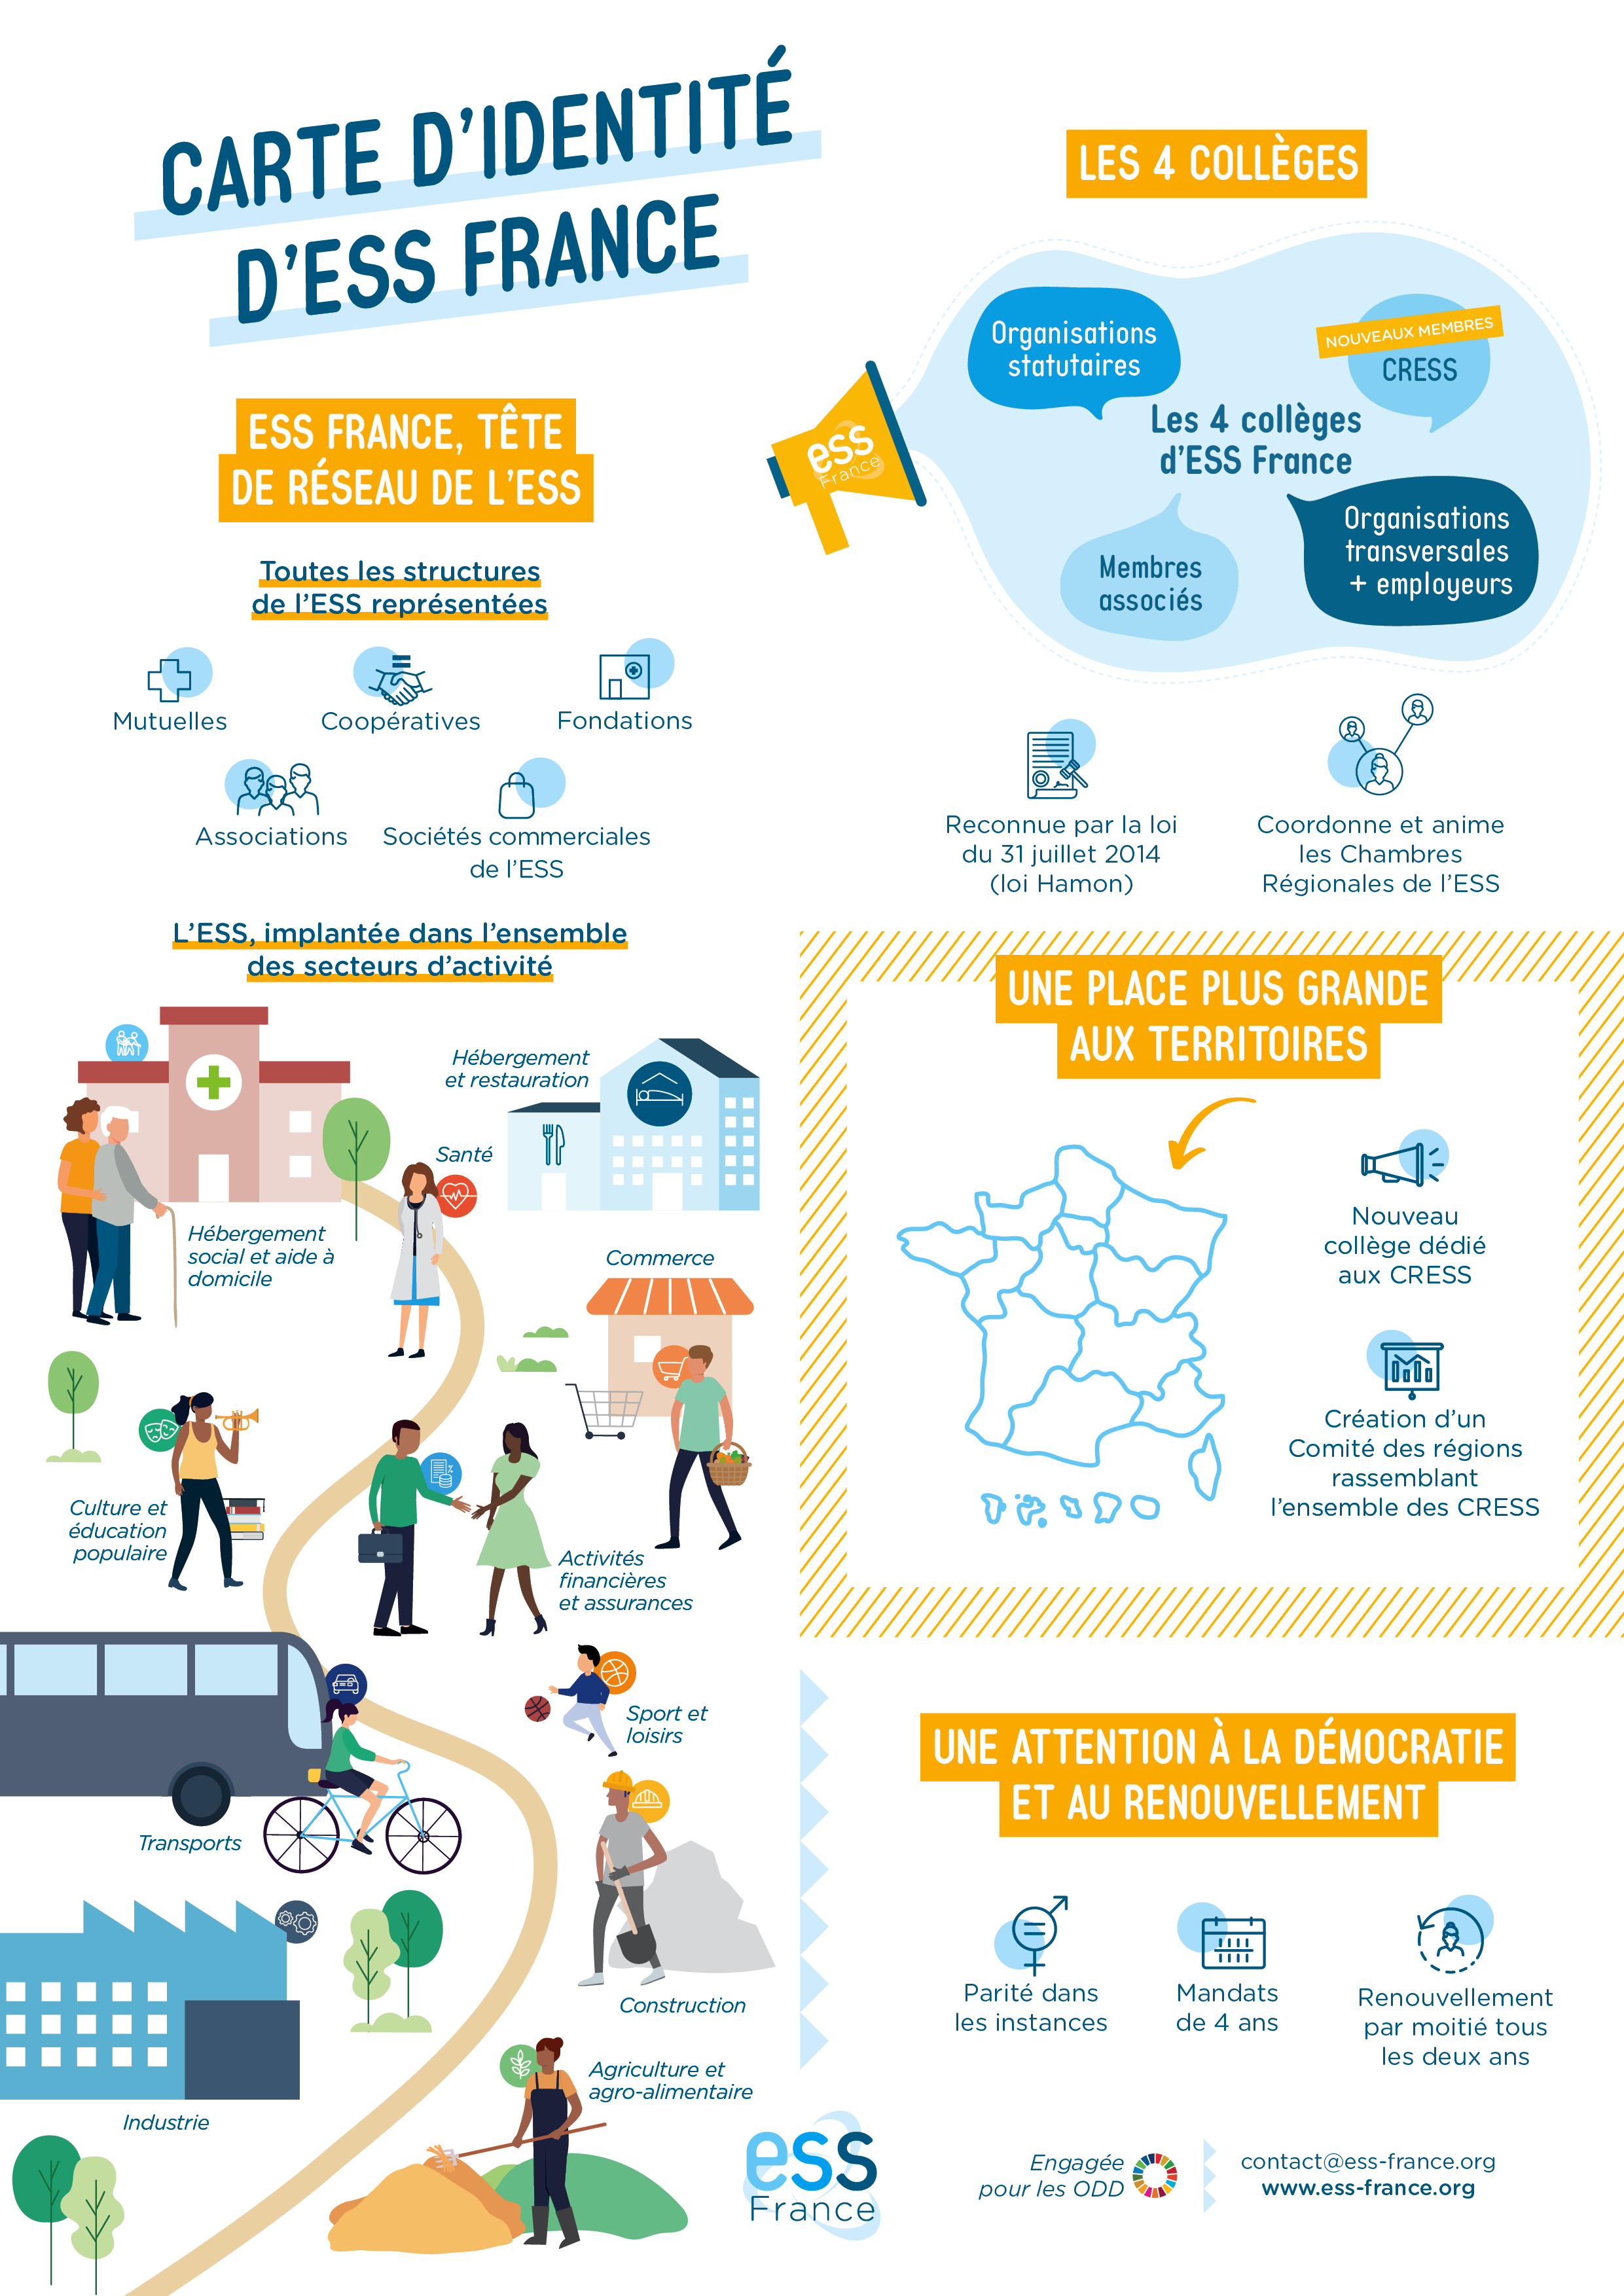 CARTE D'IDENTITÉ
D'ESS FRANCE
ESS FRANCE, TÊTE
DE RÉSEAU DE L'ESS
Toutes les structures
de l'ESS représentées
Mutuelles
Coopératives
Fondations
Associations
Sociétés commerciales
de l'ESS
L'ESS, implantée dans l'ensemble
des secteurs d'activité
Hébergement
et restauration
Santé
Hébergement
social et aide à
domicile
Commerce
Culture et
éducation
populaire
Activités
financières
et assurances
Sport et
loisirs
Transports
Construction
Agriculture et
agro-alimentaire
Industrie
LES 4 COLLÈGES
ess
France
Organisations
statutaires
NOUVEAUX MEMBRES
CRESS
Les 4 collèges
d'ESS France
Membres
associés
Organisations
transversales
+ employeurs
Reconnue par la loi
du 31 juillet 2014
(loi Hamon)
Coordonne et anime
les Chambres
Régionales de l'ESS
UNE PLACE PLUS GRANDE
AUX TERRITOIRES
Nouveau
collège dédié
aux CRESS
Création d'un
Comité des régions
rassemblant
l'ensemble des CRESS
UNE ATTENTION À LA DÉMOCRATIE
ET AU RENOUVELLEMENT
Parité dans
les instances
Mandats
de 4 ans
Renouvellement
par moitié tous
les deux ans
ess
France
Engagée
pour les ODD
contact@ess-france.org
www.ess-france.org